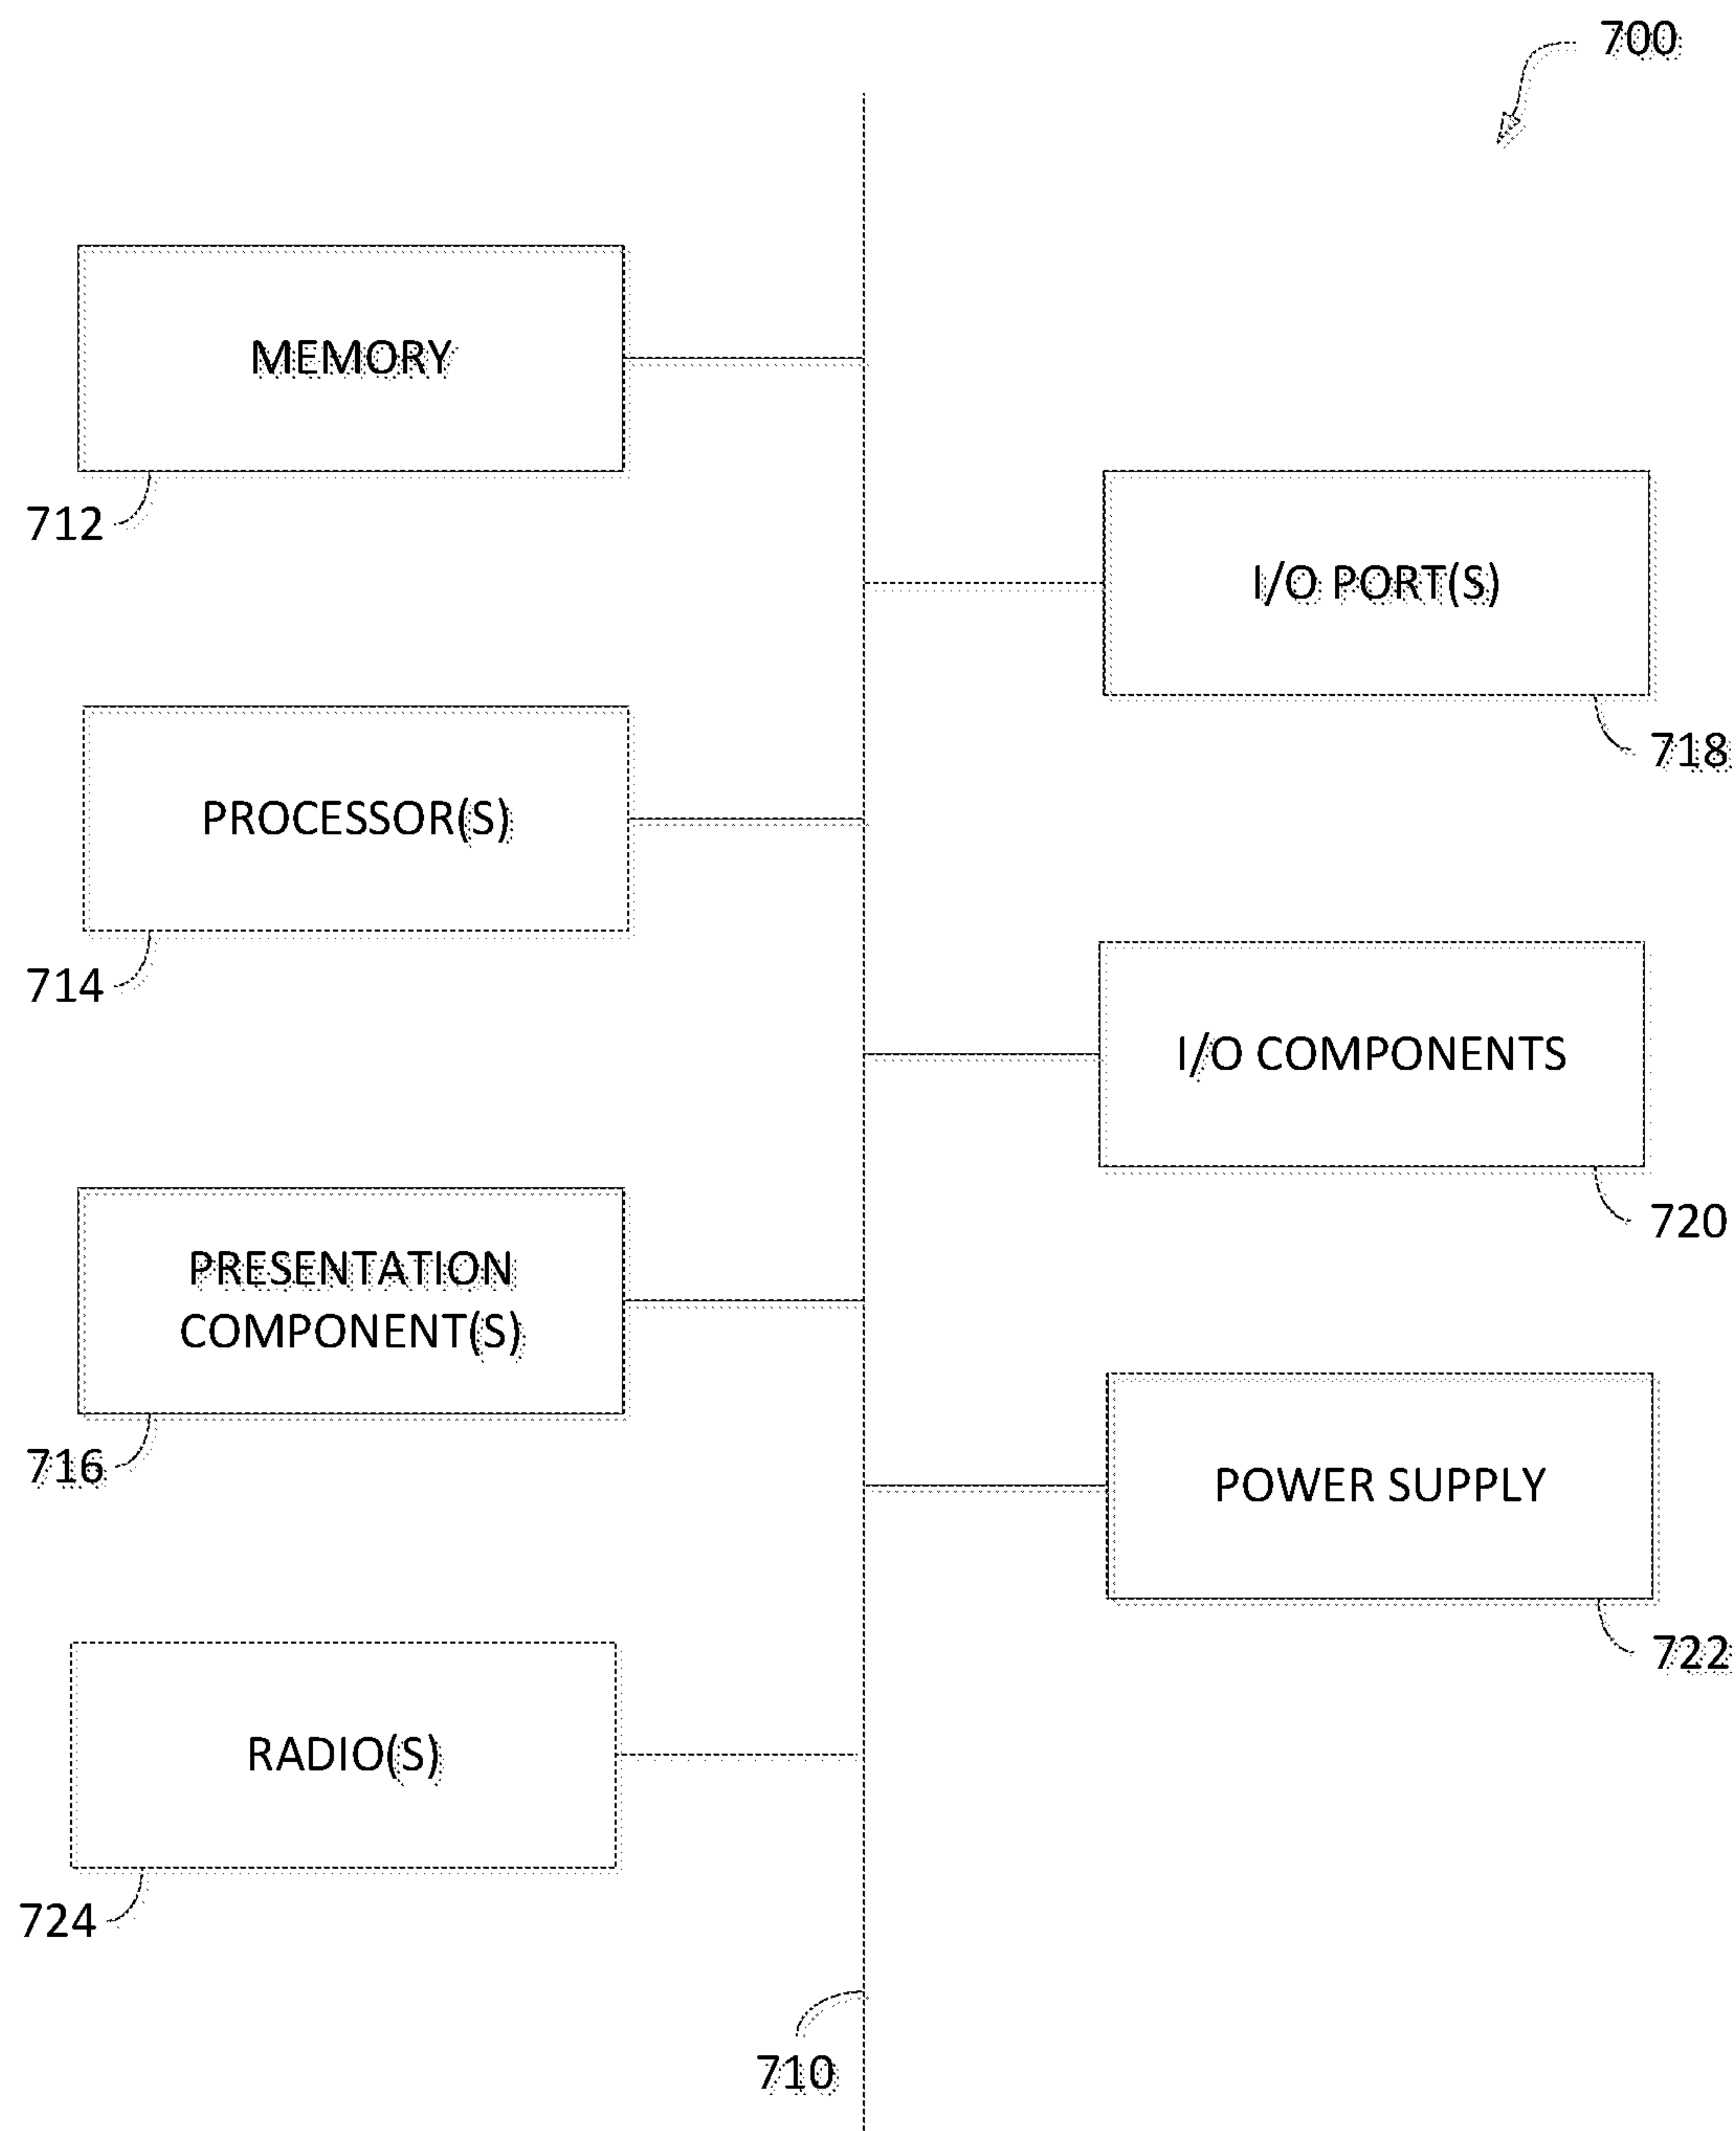 700
MEMORY
712
I/O PORT(S)
718
PROCESSOR(S)
714
I/O COMPONENTS
720
PRESENTATION
COMPONENT(S)
716
POWER SUPPLY
722
RADIO(S)
724
710